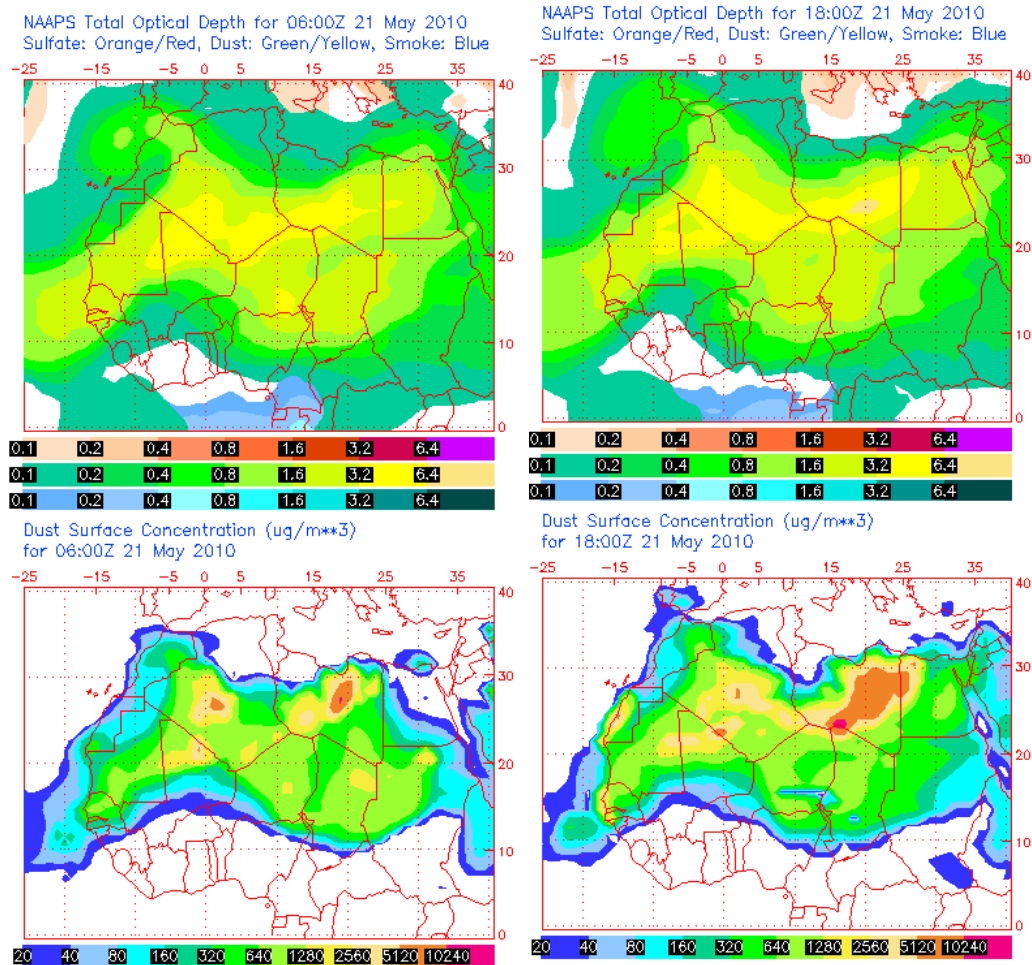 NAAPS Total Optical Depth for 06:00Z 21 May 2010
Sulfate: Orange/Red, Dust: Green/Yellow, Smoke: Blue
-25 -15 -5 0 5 15 25 35
40
30
20
10
0
0.1 0.2 0.4 0.8 1.6 3.2 6.4
0.1 0.2 0.4 0.8 1.6 3.2 6.4
0.1 0.2 0.4 0.8 1.6 3.2 6.4
NAAPS Total Optical Depth for 18:00Z 21 May 2010
Sulfate: Orange/Red, Dust: Green/Yellow, Smoke: Blue
-25 -15 -5 0 5 15 25 35
40
30
20
10
0
0.1 0.2 0.4 0.8 1.6 3.2 6.4
0.1 0.2 0.4 0.8 1.6 3.2 6.4
0.1 0.2 0.4 0.8 1.6 3.2 6.4
Dust Surface Concentration (ug/m**3)
for 06:00Z 21 May 2010
-25 -15 -5 0 5 15 25 35
40
30
20
10
0
20 40 80 160 320 640 1280 2560 5120 10240
Dust Surface Concentration (ug/m**3)
for 18:00Z 21 May 2010
-25 -15 -5 0 5 15 25 35
40
30
20
10
0
20 40 80 160 320 640 1280 2560 5120 10240